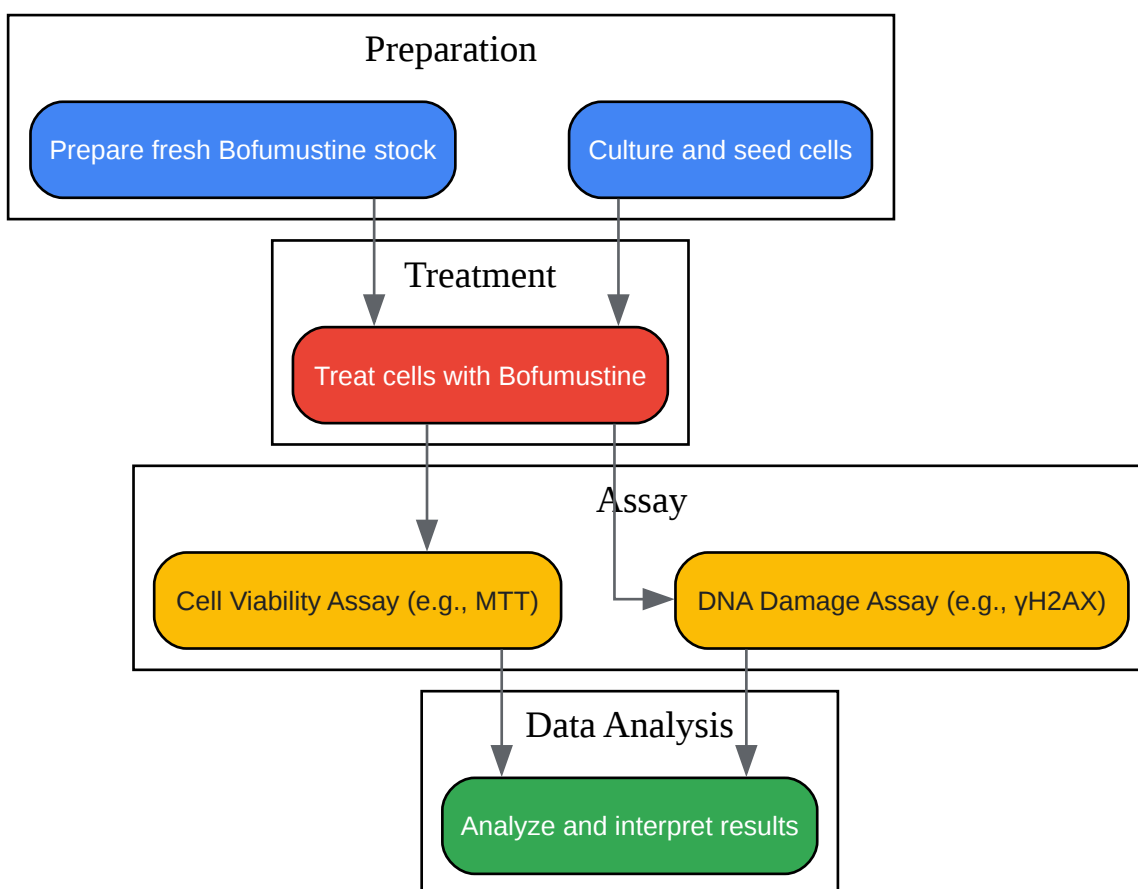 Preparation
Prepare fresh Bofumustine stock
Culture and seed cells
Treatment
Treat cells with Bofumustine
Assay
Cell Viability Assay (e.g., MTT)
DNA Damage Assay (e.g., γH2AX)
Data Analysis
Analyze and interpret results